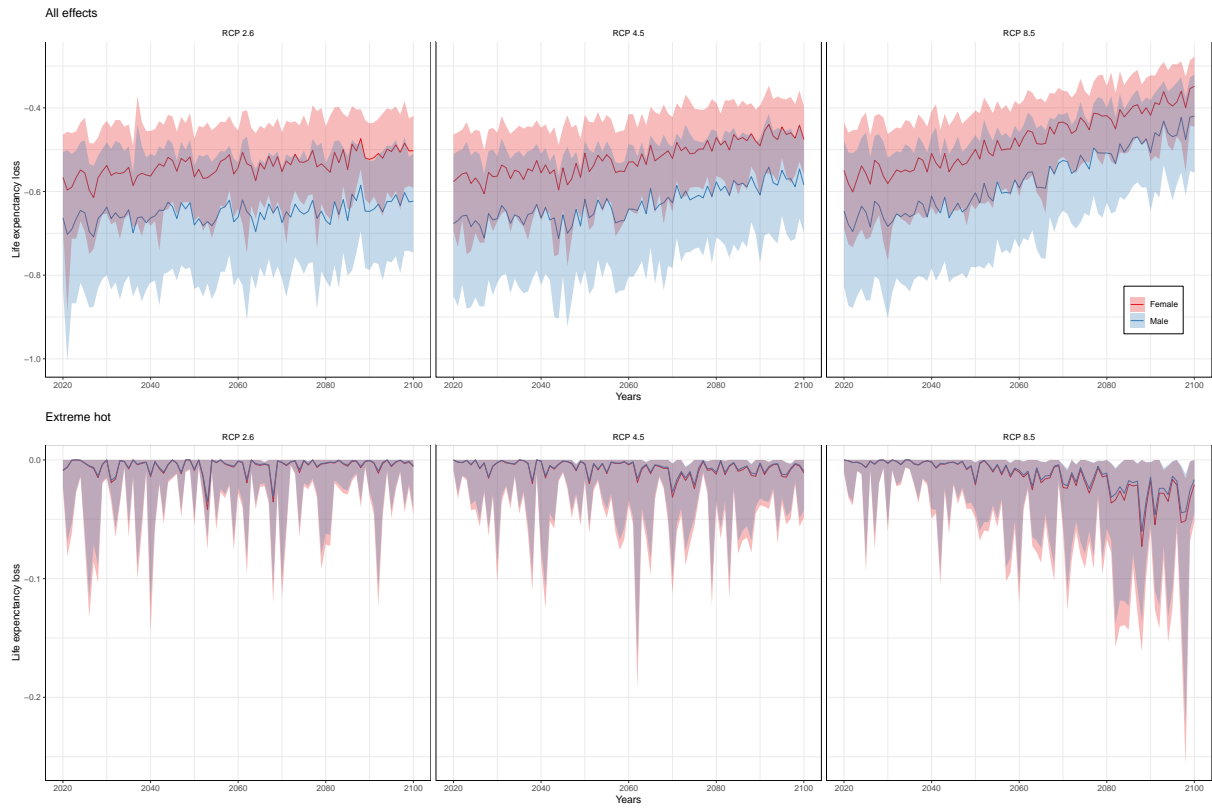 All effects
RCP 2.6
RCP 4.5
RCP 8.5
Life expenctancy loss
−0.4
−0.6
−0.8
−1.0
Female
Male
2020 2040 2060 2080 2100
2020 2040 2060 2080 2100
2020 2040 2060 2080 2100
Years
Extreme hot
RCP 2.6
RCP 4.5
RCP 8.5
Life expenctancy loss
0.0
−0.1
−0.2
2020 2040 2060 2080 2100
2020 2040 2060 2080 2100
2020 2040 2060 2080 2100
Years